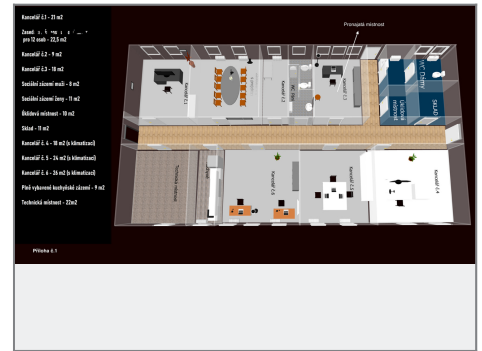 Kancelář č.1 - 21 m2
pro 12 osob - 22,5 m2
Kancelář č.2 - 9 m2
Kancelář č.3 - 18 m2
Sociální zázemí muži - 8 m2
Sociální zázemí ženy - 11 m2
Úklidová místnost - 10 m2
Sklad - 11 m2
Kancelář č. 4 - 18 m2 (s klimatizací)
Kancelář č. 5 - 24 m2 (s klimatizací)
Kancelář č. 6 - 26 m2 (s klimatizací)
Plně vybavené kuchyňské zázemí - 9 m2
Technická místnost - 22m2
Příloha č.1
Pronajatá místnost
Kancelář č.1
Kancelář č.2
Kancelář č.3
Úklidová místnost
SKLAD
Technická místnost
Kancelář č.6
Kancelář č.5
Kancelář č.4